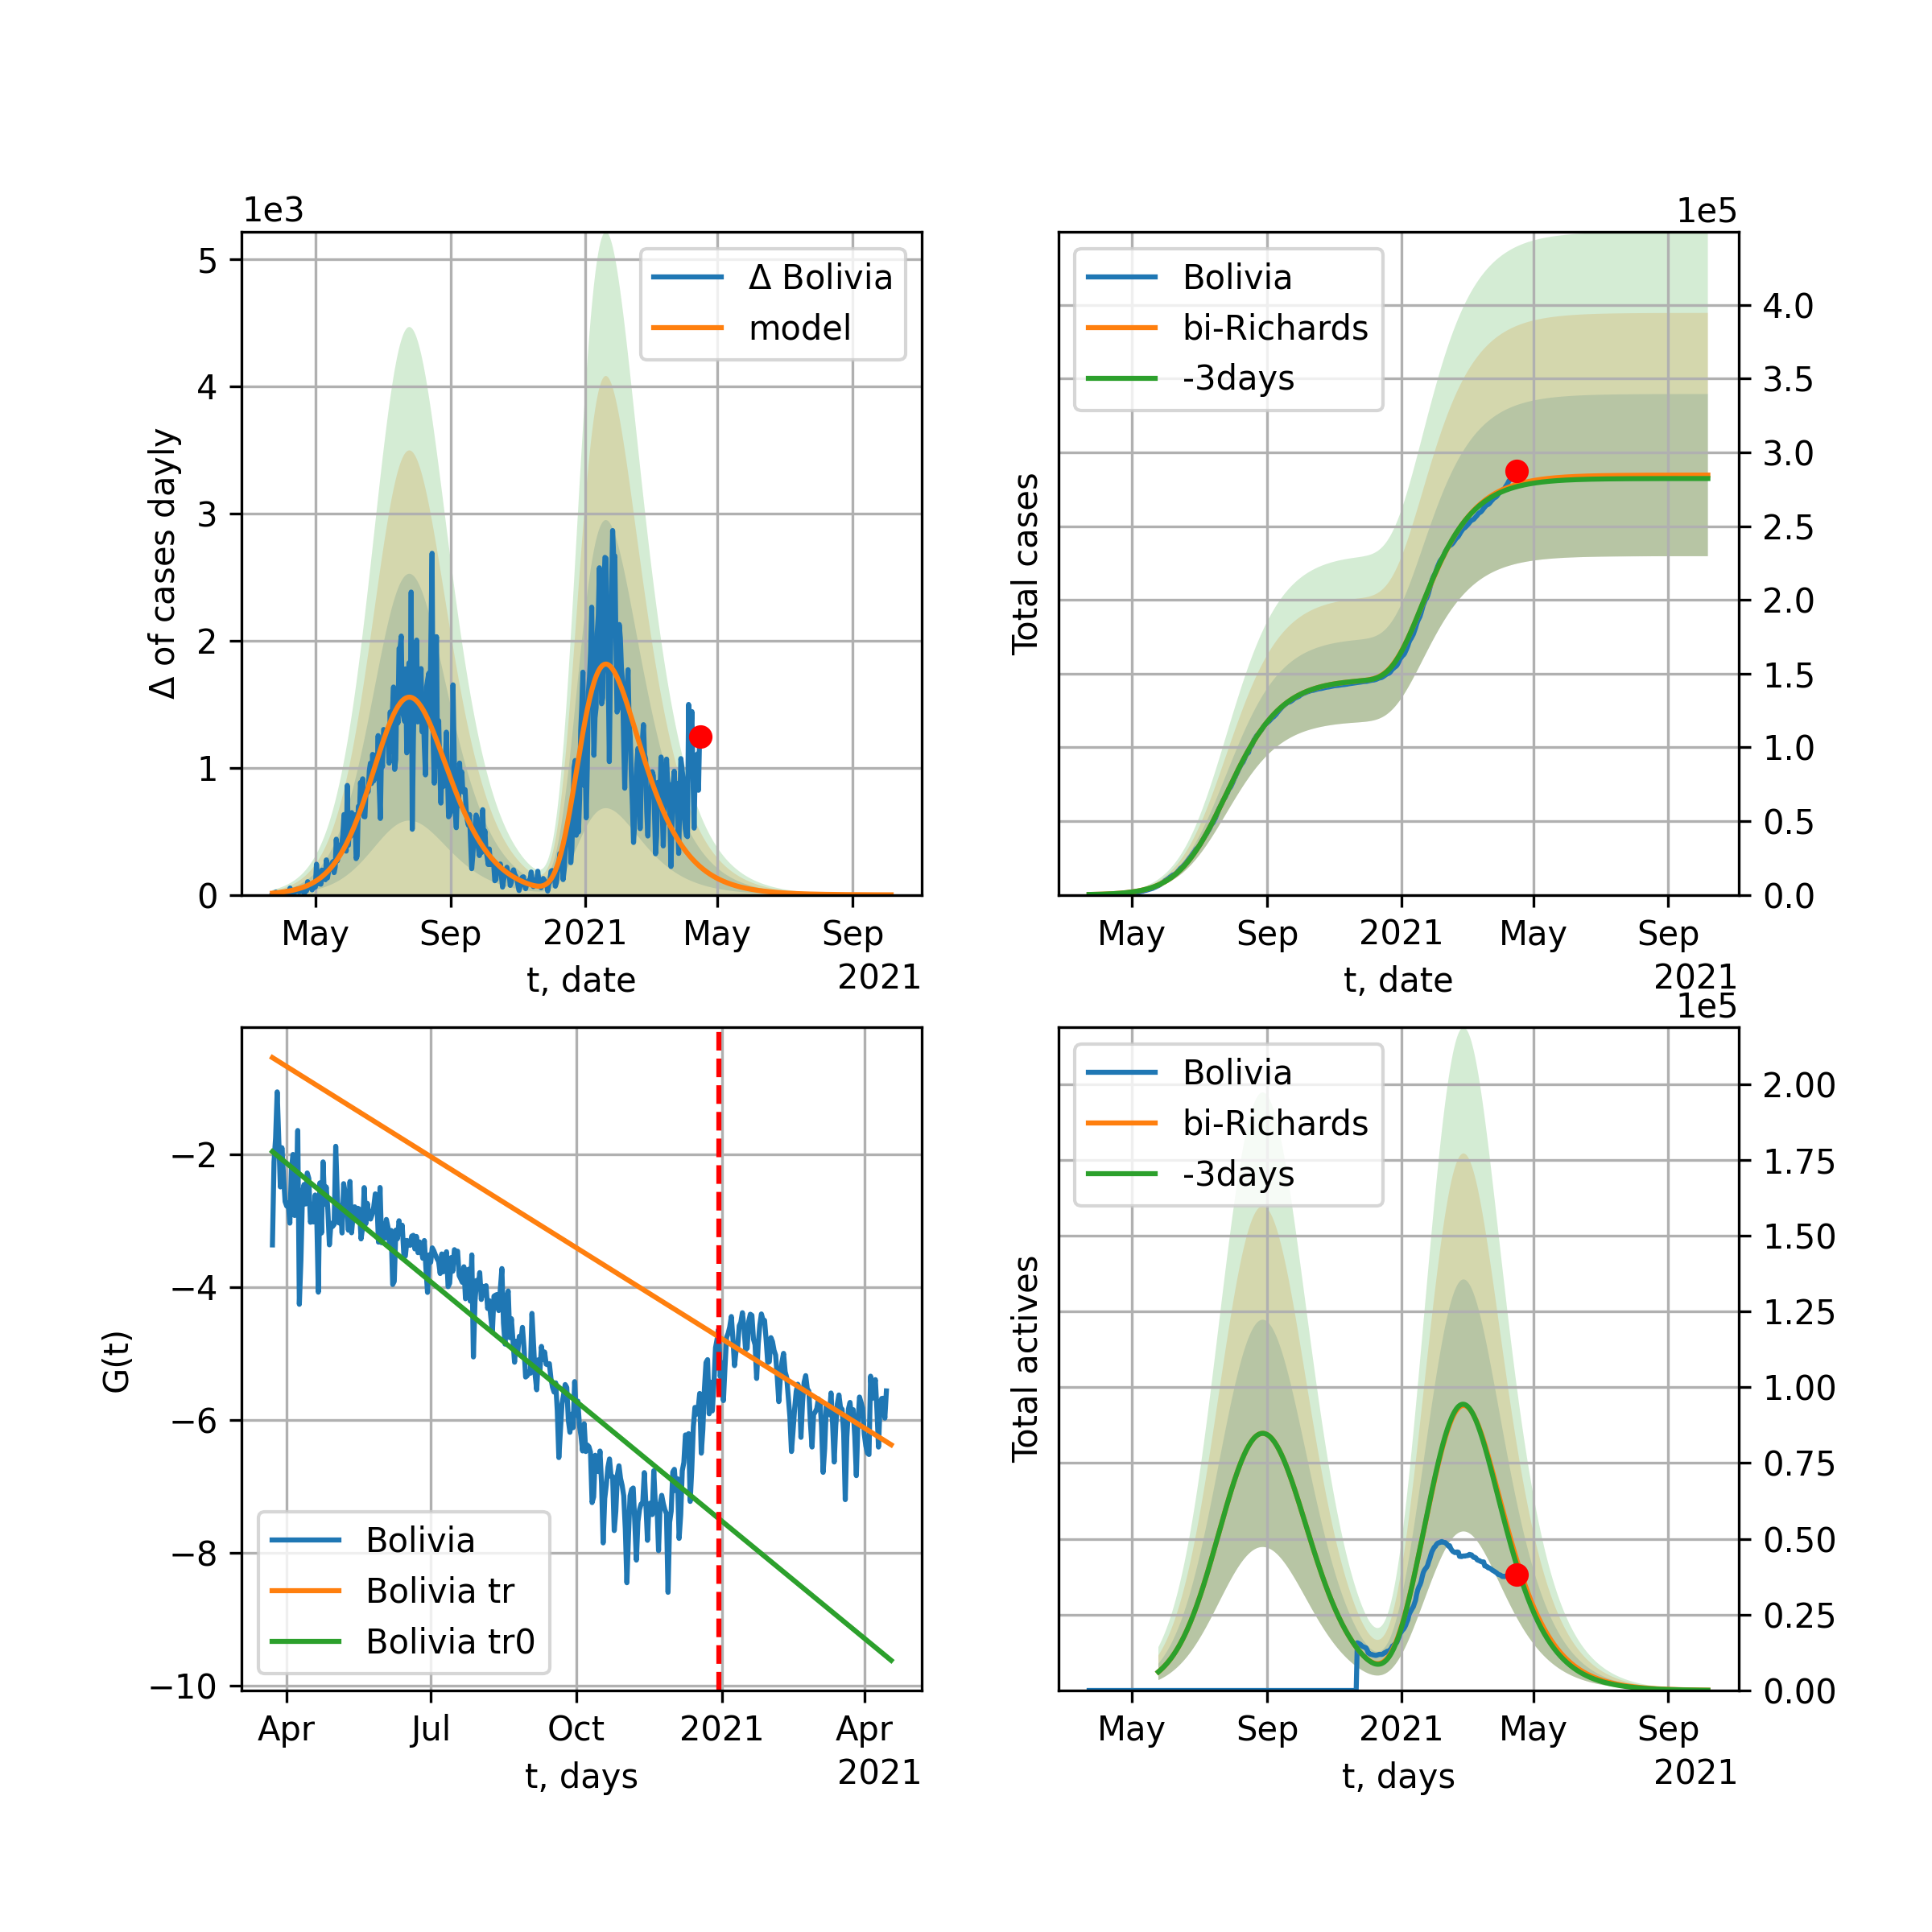 1e3
5
4
3
2
1
0
Δ of cases dayly
Δ Bolivia
model
May
Sep
2021
May
Sep
t, date
2021
1e5
Bolivia
bi-Richards
-3days
Total cases
4.0
3.5
3.0
2.5
2.0
1.5
1.0
0.5
0.0
May
Sep
2021
May
Sep
t, date
2021
G(t)
−2
−4
−6
−8
−10
Bolivia
Bolivia tr
Bolivia tr0
Apr
Jul
Oct
2021
Apr
t, days
2021
1e5
Bolivia
bi-Richards
-3days
Total actives
2.00
1.75
1.50
1.25
1.00
0.75
0.50
0.25
0.00
May
Sep
2021
May
Sep
t, days
2021